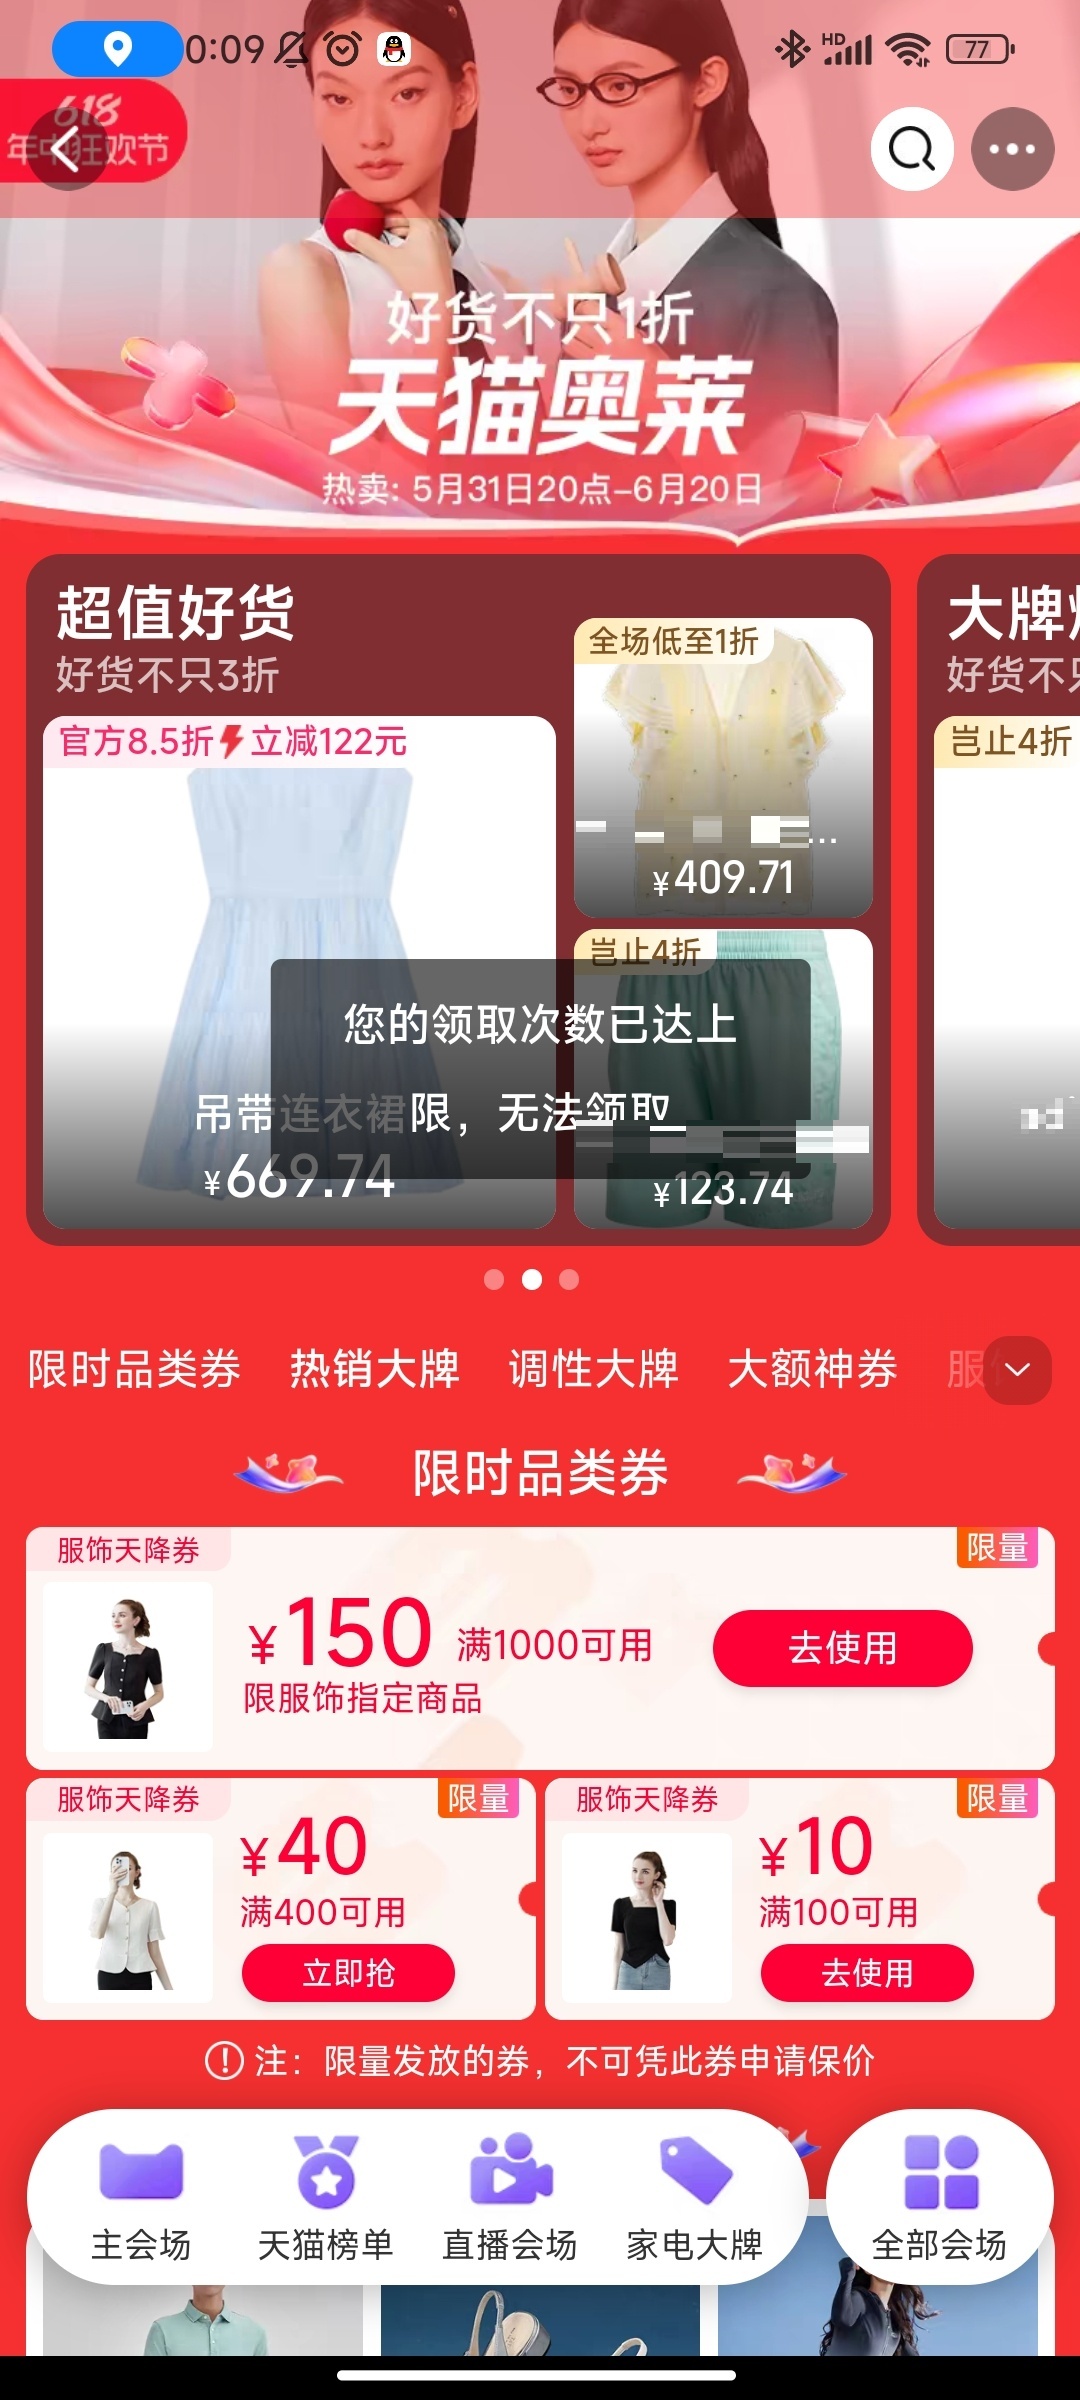 0:09
HD
77
618
年中狂欢节
好货不只1折
天猫奥莱
热卖: 5月31日20点-6月20日
超值好货
好货不只3折
官方8.5折 立减122元
吊带连衣裙
¥669.74
全场低至1折
...
¥409.71
岂止4折
¥123.74
大牌
好货不
岂止4折
您的领取次数已达上
限，无法领取
限时品类券 热销大牌 调性大牌 大额神券 服
限时品类券
服饰天降券
限量
¥150 满1000可用
限服饰指定商品
去使用
服饰天降券
限量
¥40
满400可用
立即抢
服饰天降券
限量
¥10
满100可用
去使用
注：限量发放的券，不可凭此券申请保价
主会场 天猫榜单 直播会场 家电大牌 全部会场